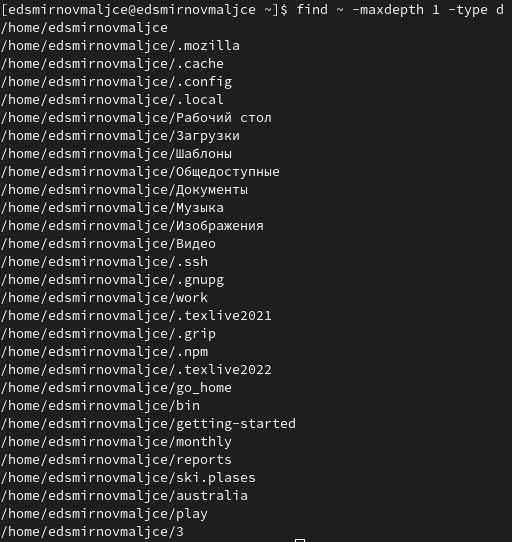 [edsmirnovmaljce@edsmirnovmaljce ~]$ find ~ -maxdepth 1 -type d
/home/edsmirnovmaljce
/home/edsmirnovmaljce/.mozilla
/home/edsmirnovmaljce/.cache
/home/edsmirnovmaljce/.config
/home/edsmirnovmaljce/.local
/home/edsmirnovmaljce/Рабочий стол
/home/edsmirnovmaljce/Загрузки
/home/edsmirnovmaljce/Шаблоны
/home/edsmirnovmaljce/Общедоступные
/home/edsmirnovmaljce/Документы
/home/edsmirnovmaljce/Музыка
/home/edsmirnovmaljce/Изображения
/home/edsmirnovmaljce/Видео
/home/edsmirnovmaljce/.ssh
/home/edsmirnovmaljce/.gnupg
/home/edsmirnovmaljce/work
/home/edsmirnovmaljce/.texlive2021
/home/edsmirnovmaljce/.grip
/home/edsmirnovmaljce/.npm
/home/edsmirnovmaljce/.texlive2022
/home/edsmirnovmaljce/go_home
/home/edsmirnovmaljce/bin
/home/edsmirnovmaljce/getting-started
/home/edsmirnovmaljce/monthly
/home/edsmirnovmaljce/reports
/home/edsmirnovmaljce/ski.plases
/home/edsmirnovmaljce/australia
/home/edsmirnovmaljce/play
/home/edsmirnovmaljce/3